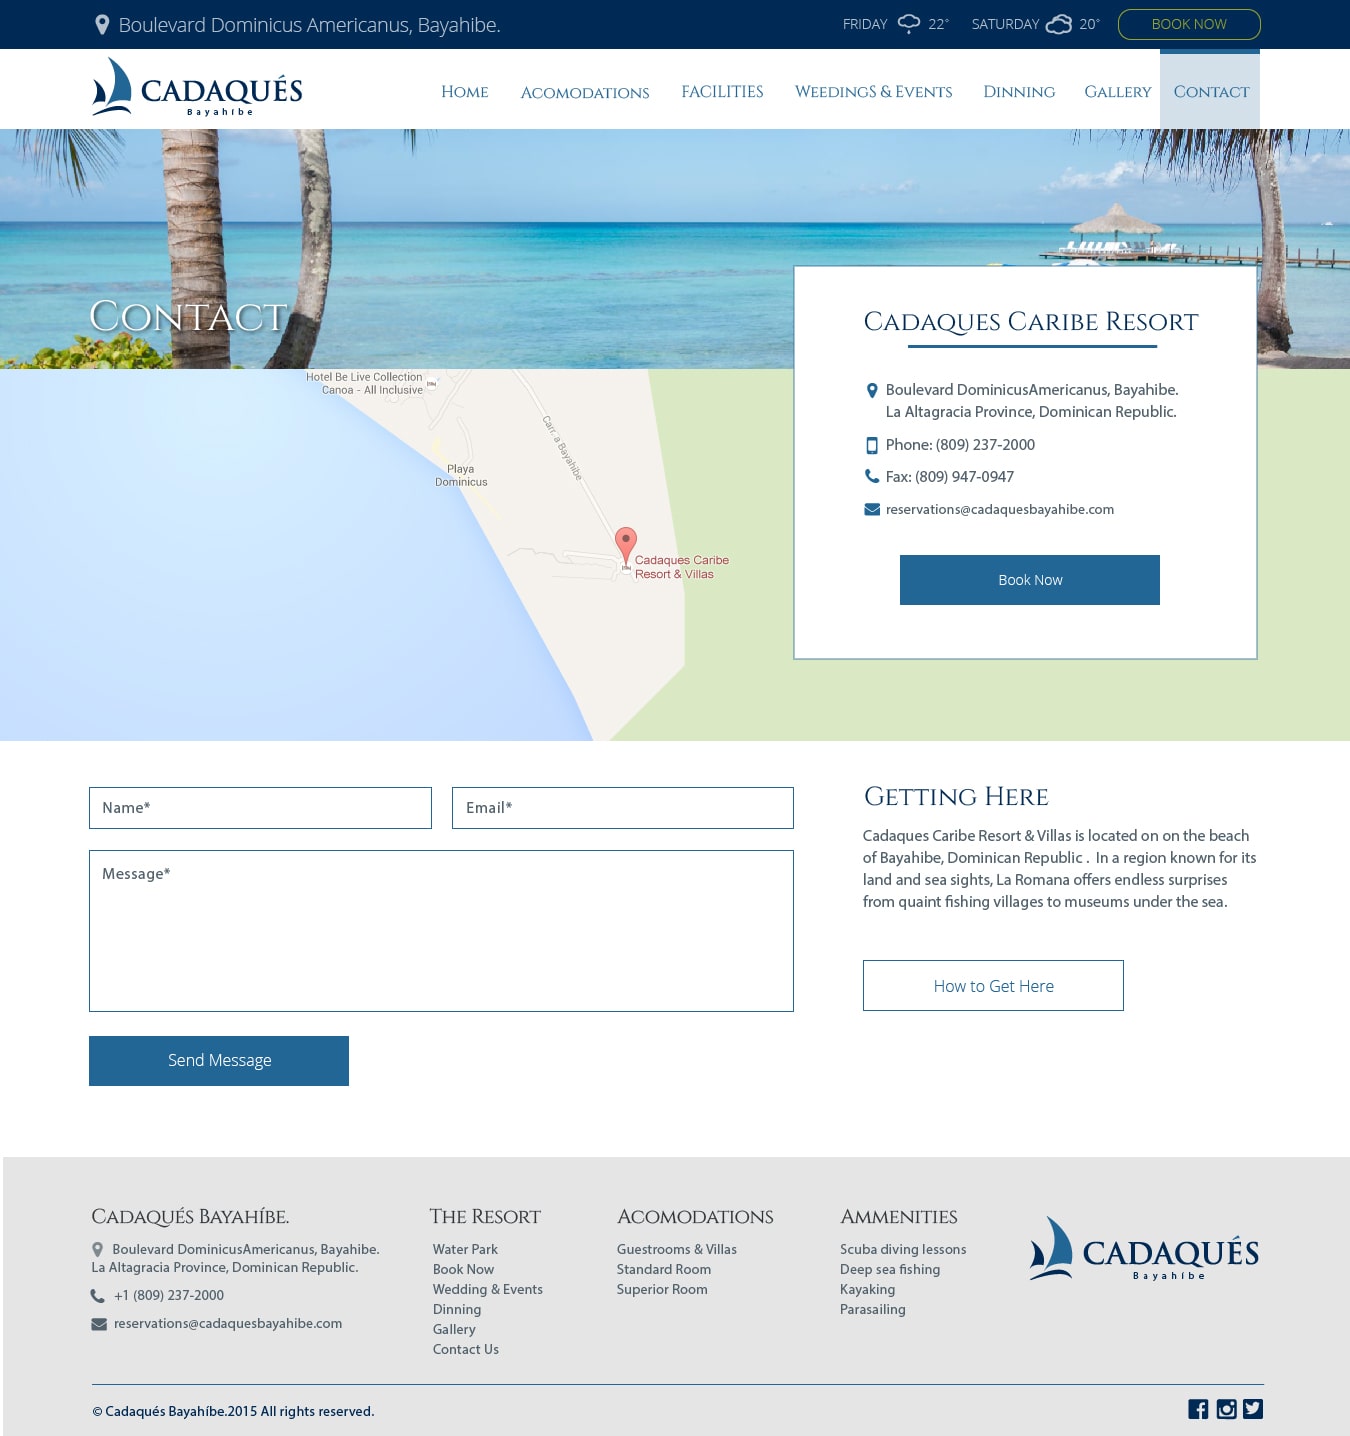 Boulevard Dominicus Americanus, Bayahibe.
FRIDAY 22° SATURDAY 20° BOOK NOW
CADAQUÉS
Bayahíbe
Home Acomodations FACILITIES Weedings & Events Dinning Gallery Contact
Contact
Cadaques Caribe Resort
Boulevard DominicusAmericanus, Bayahibe.
La Altagracia Province, Dominican Republic.
Phone: (809) 237-2000
Fax: (809) 947-0947
reservations@cadaquesbayahibe.com
Book Now
Hotel Be Live Collection
Canoa - All Inclusive
Carr. a Bayahibe
Playa
Dominicus
Cadaques Caribe
Resort & Villas
Name*
Email*
Message*
Send Message
Getting Here
Cadaques Caribe Resort & Villas is located on on the beach
of Bayahibe, Dominican Republic .  In a region known for its
land and sea sights, La Romana offers endless surprises
from quaint fishing villages to museums under the sea.
How to Get Here
Cadaqués Bayahíbe.
Boulevard DominicusAmericanus, Bayahibe.
La Altagracia Province, Dominican Republic.
+1 (809) 237-2000
reservations@cadaquesbayahibe.com
The Resort
Water Park
Book Now
Wedding & Events
Dinning
Gallery
Contact Us
Acomodations
Guestrooms & Villas
Standard Room
Superior Room
Ammenities
Scuba diving lessons
Deep sea fishing
Kayaking
Parasailing
CADAQUÉS
Bayahíbe
© Cadaqués Bayahíbe.2015 All rights reserved.